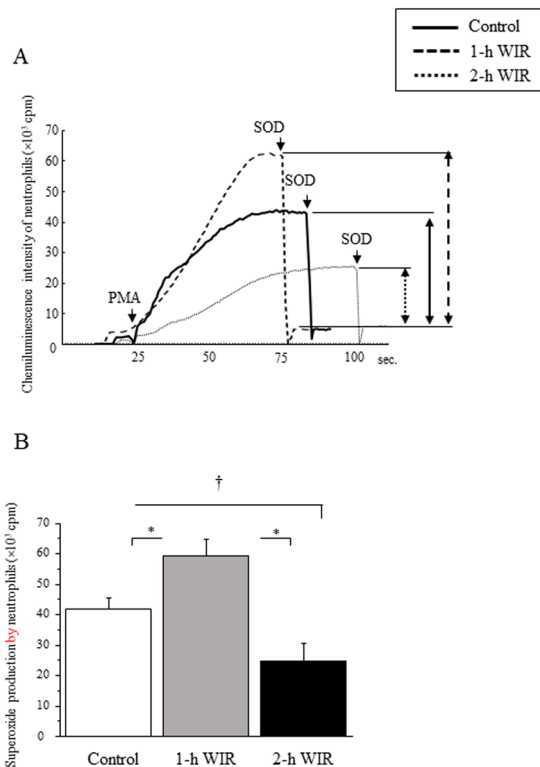 Control
1-h WIR
2-h WIR
A
Chemiluminescence intensity of neutrophils (×10³ cpm)
70
60
50
40
30
20
10
0
SOD
SOD
SOD
PMA
25
50
75
100
sec.
B
Superoxide production by neutrophils (×10³ cpm)
70
60
50
40
30
20
10
0
†
*
*
Control
1-h WIR
2-h WIR